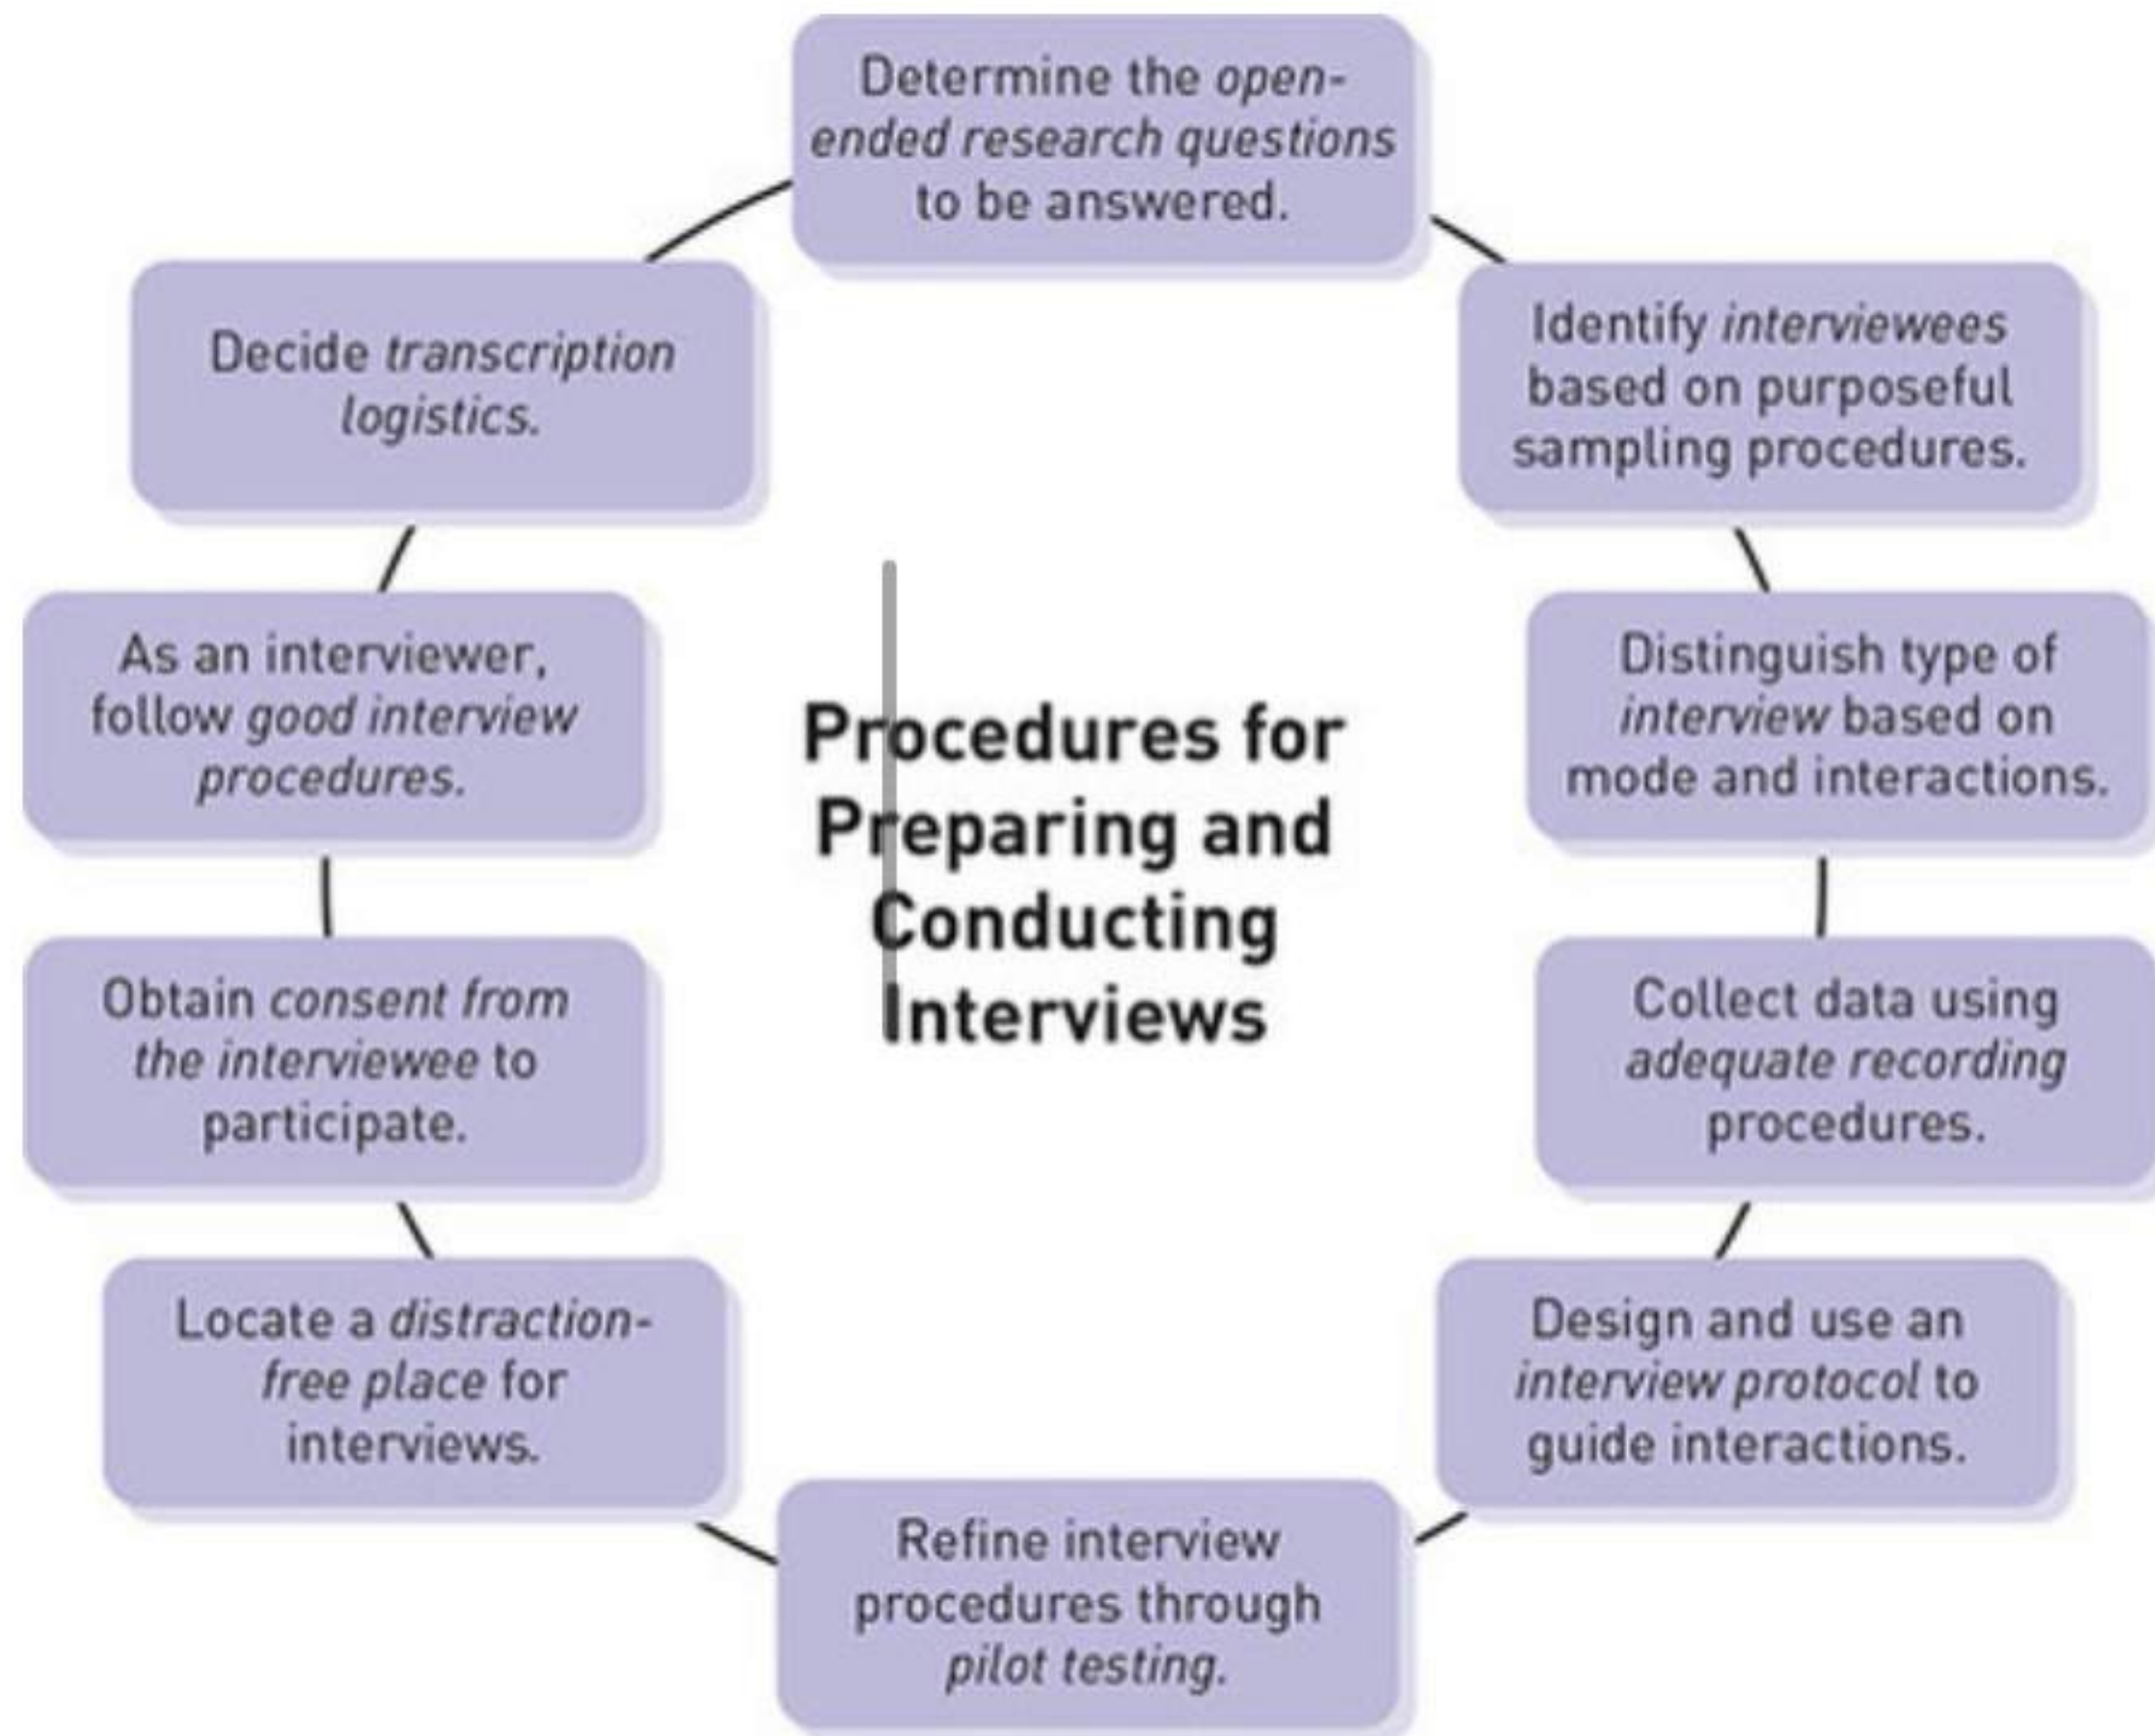 Determine the open-
ended research questions
to be answered.
Identify interviewees
based on purposeful
sampling procedures.
Distinguish type of
interview based on
mode and interactions.
Collect data using
adequate recording
procedures.
Design and use an
interview protocol to
guide interactions.
Refine interview
procedures through
pilot testing.
Locate a distraction-
free place for
interviews.
Obtain consent from
the interviewee to
participate.
As an interviewer,
follow good interview
procedures.
Decide transcription
logistics.
Procedures for
Preparing and
Conducting
Interviews